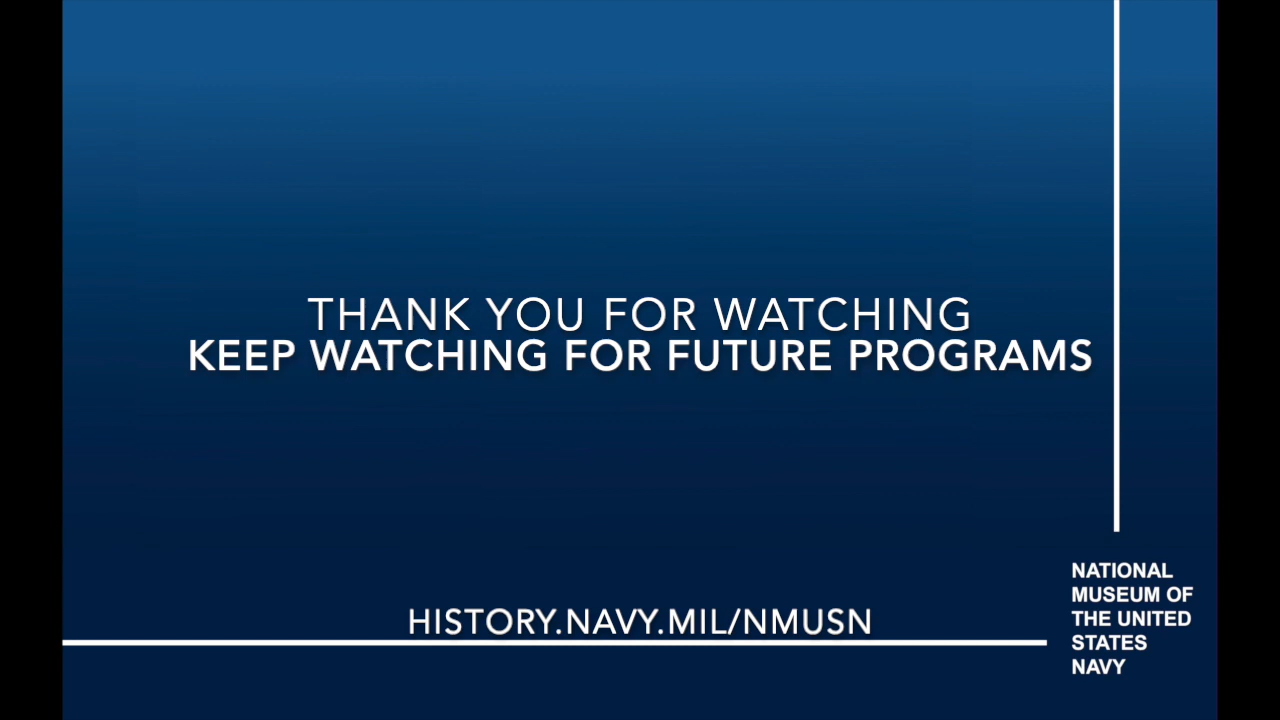 THANK YOU FOR WATCHING
KEEP WATCHING FOR FUTURE PROGRAMS
HISTORY.NAVY.MIL/NMUSN
NATIONAL
MUSEUM OF
THE UNITED
STATES
NAVY